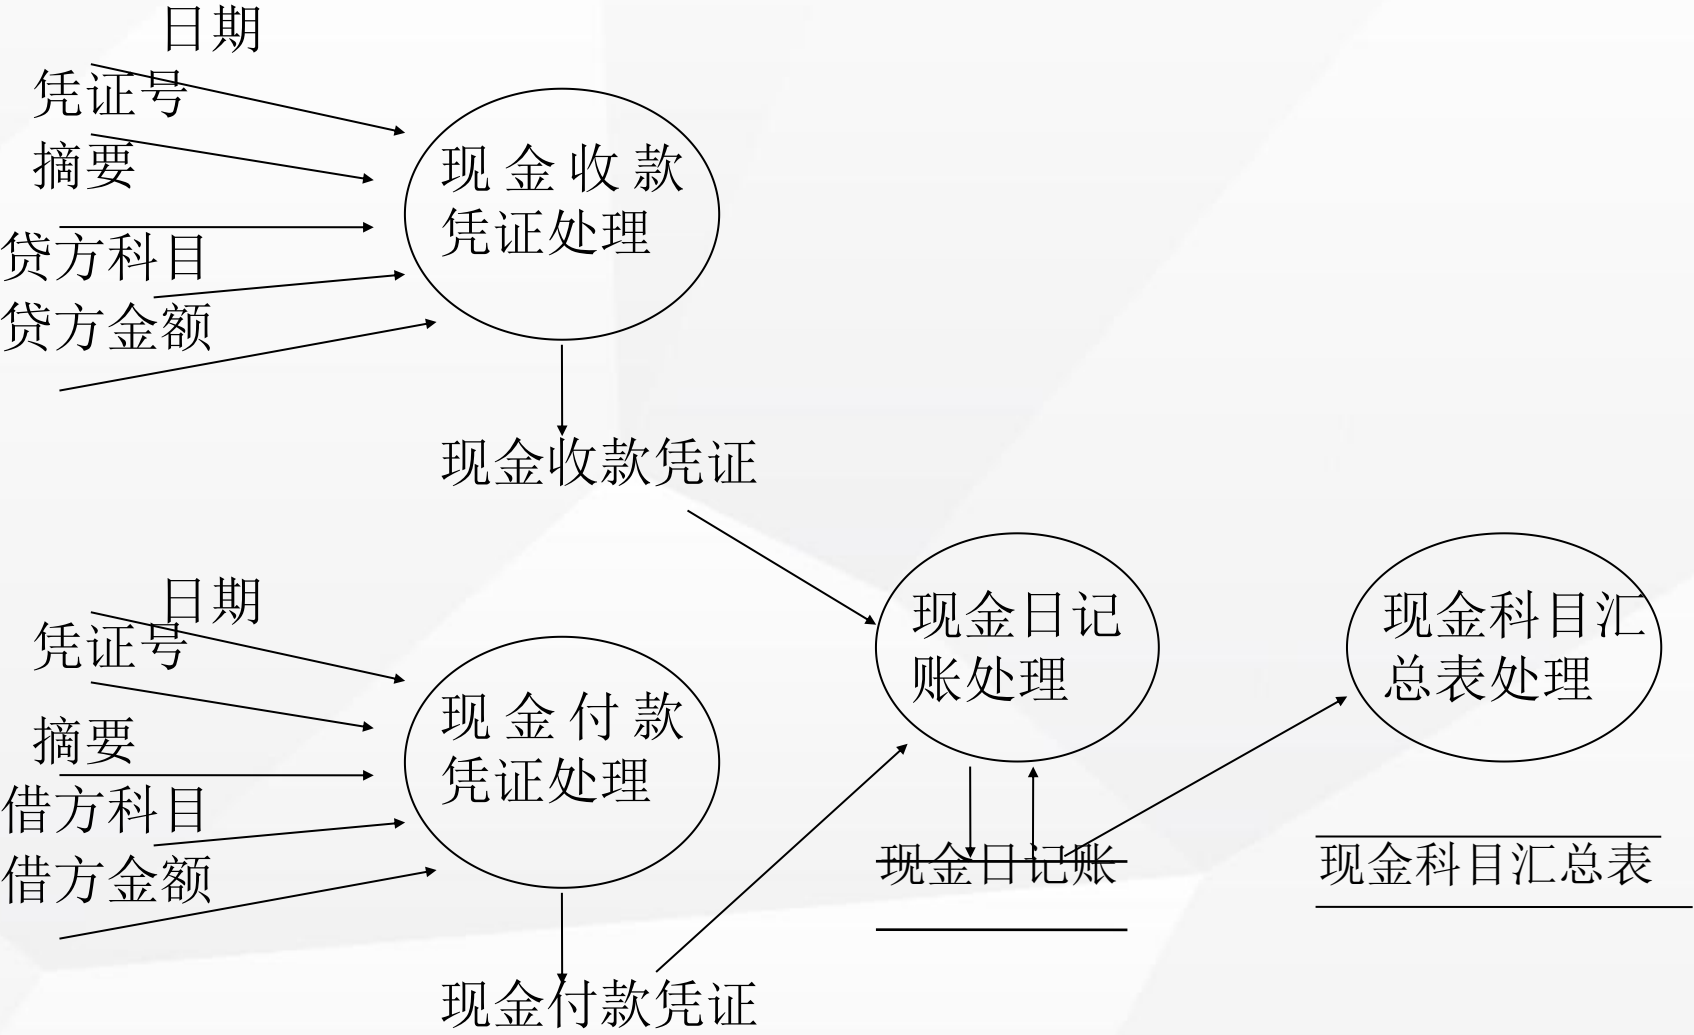 日期
凭证号
摘要
贷方科目
贷方金额
现金收款
凭证处理
现金收款凭证
日期
凭证号
摘要
借方科目
借方金额
现金付款
凭证处理
现金付款凭证
现金日记
账处理
现金日记账
现金科目汇
总表处理
现金科目汇总表